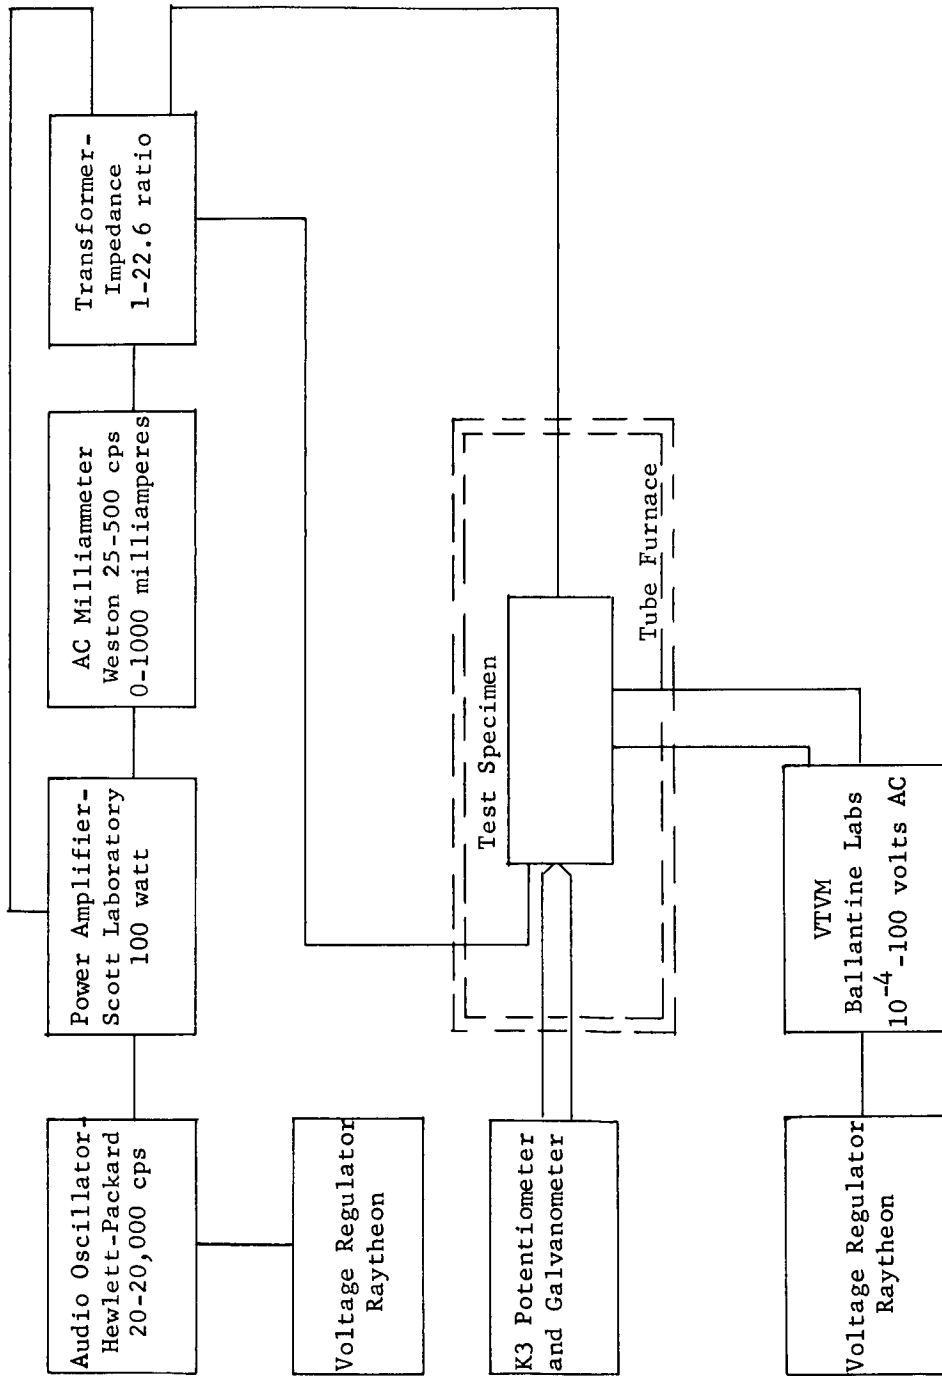 Audio Oscillator-
Hewlett-Packard
20-20,000 cps
Power Amplifier-
Scott Laboratory
100 watt
AC Milliammeter
Weston 25-500 cps
0-1000 milliamperes
Transformer-
Impedance
1-22.6 ratio
Voltage Regulator
Raytheon
K3 Potentiometer
and Galvanometer
Test Specimen
Tube Furnace
VTVM
Ballantine Labs
10⁻⁴-100 volts AC
Voltage Regulator
Raytheon